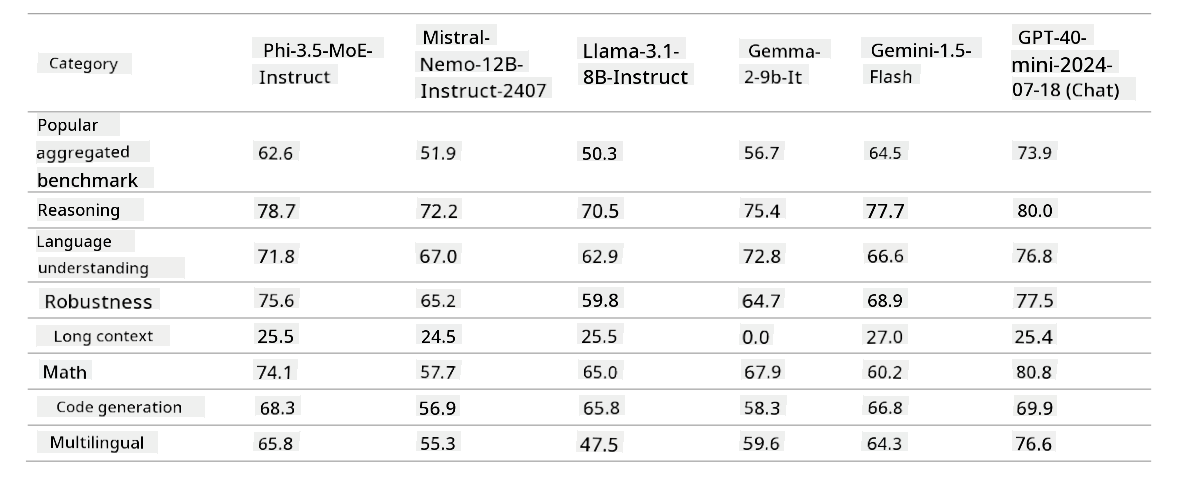 Category Phi-3.5-MoE-Instruct Mistral-Nemo-12B-Instruct-2407 Llama-3.1-8B-Instruct Gemma-2-9b-It Gemini-1.5-Flash GPT-40-mini-2024-07-18 (Chat)
Popular aggregated benchmark 62.6 51.9 50.3 56.7 64.5 73.9
Reasoning 78.7 72.2 70.5 75.4 77.7 80.0
Language understanding 71.8 67.0 62.9 72.8 66.6 76.8
Robustness 75.6 65.2 59.8 64.7 68.9 77.5
Long context 25.5 24.5 25.5 0.0 27.0 25.4
Math 74.1 57.7 65.0 67.9 60.2 80.8
Code generation 68.3 56.9 65.8 58.3 66.8 69.9
Multilingual 65.8 55.3 47.5 59.6 64.3 76.6